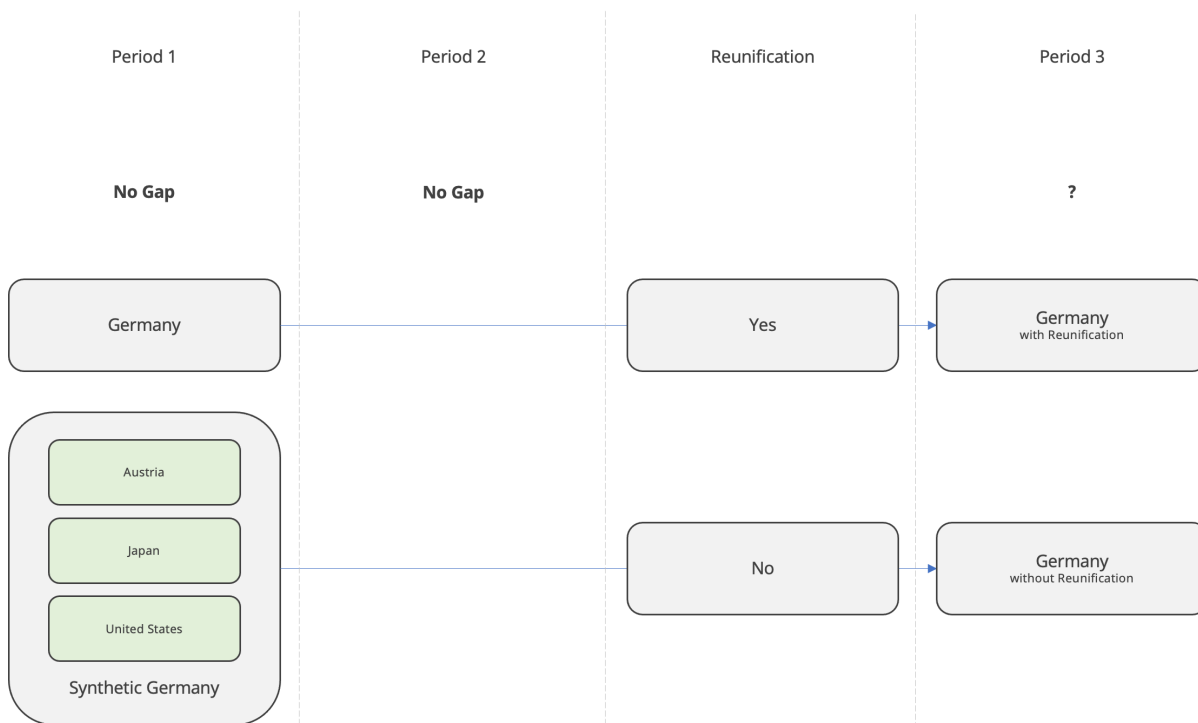 Period 1
Period 2
Reunification
Period 3
No Gap
No Gap
?
Germany
Yes
Germany
with Reunification
Austria
Japan
United States
Synthetic Germany
No
Germany
without Reunification